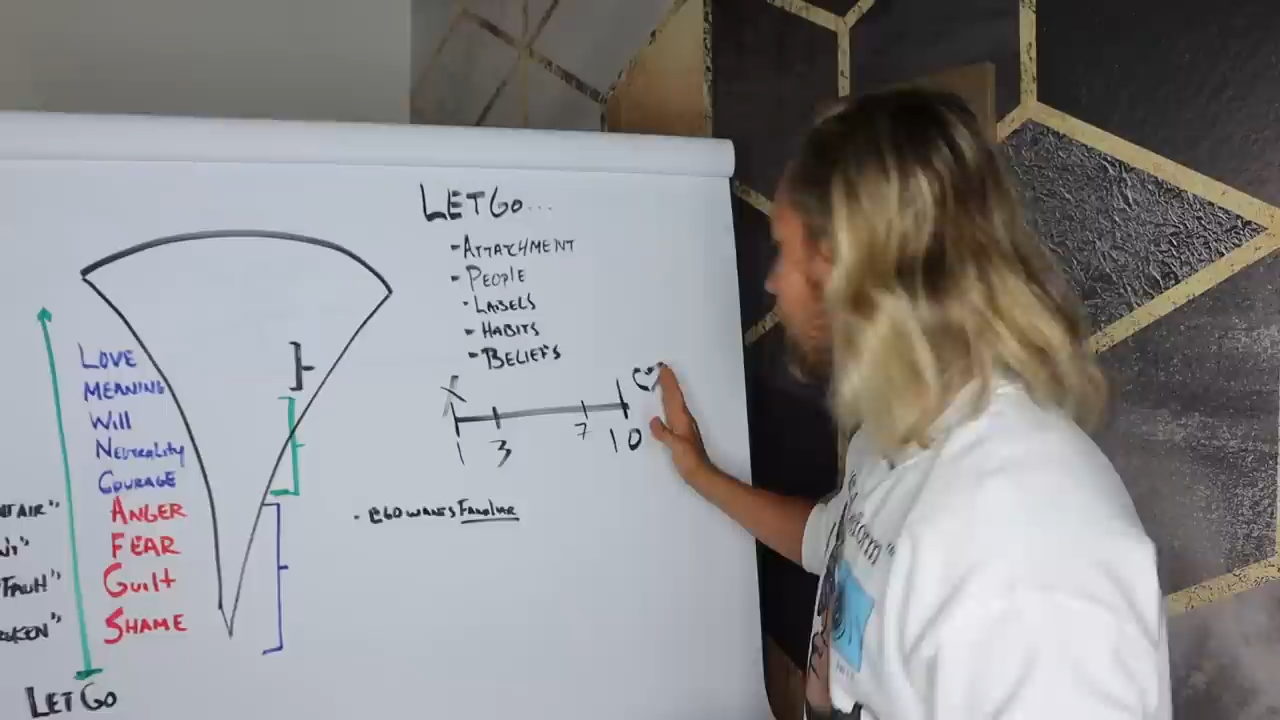 LET GO...
- ATTACHMENT
- PEOPLE
- LABELS
- HABITS
- BELIEFS
X
1 3 7 10
LOVE
MEANING
WILL
NEUTRALITY
COURAGE
ANGER
FEAR
GUILT
SHAME
LET GO
- EGO WANTS FAMILIAR